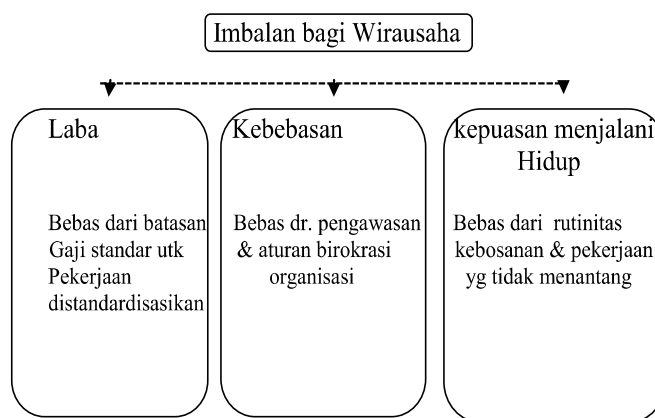 Imbalan bagi Wirausaha
Laba
Bebas dari batasan
Gaji standar utk
Pekerjaan
distandardisasikan
Kebebasan
Bebas dr. pengawasan
& aturan birokrasi
organisasi
kepuasan menjalani
Hidup
Bebas dari rutinitas
kebosanan & pekerjaan
yg tidak menantang